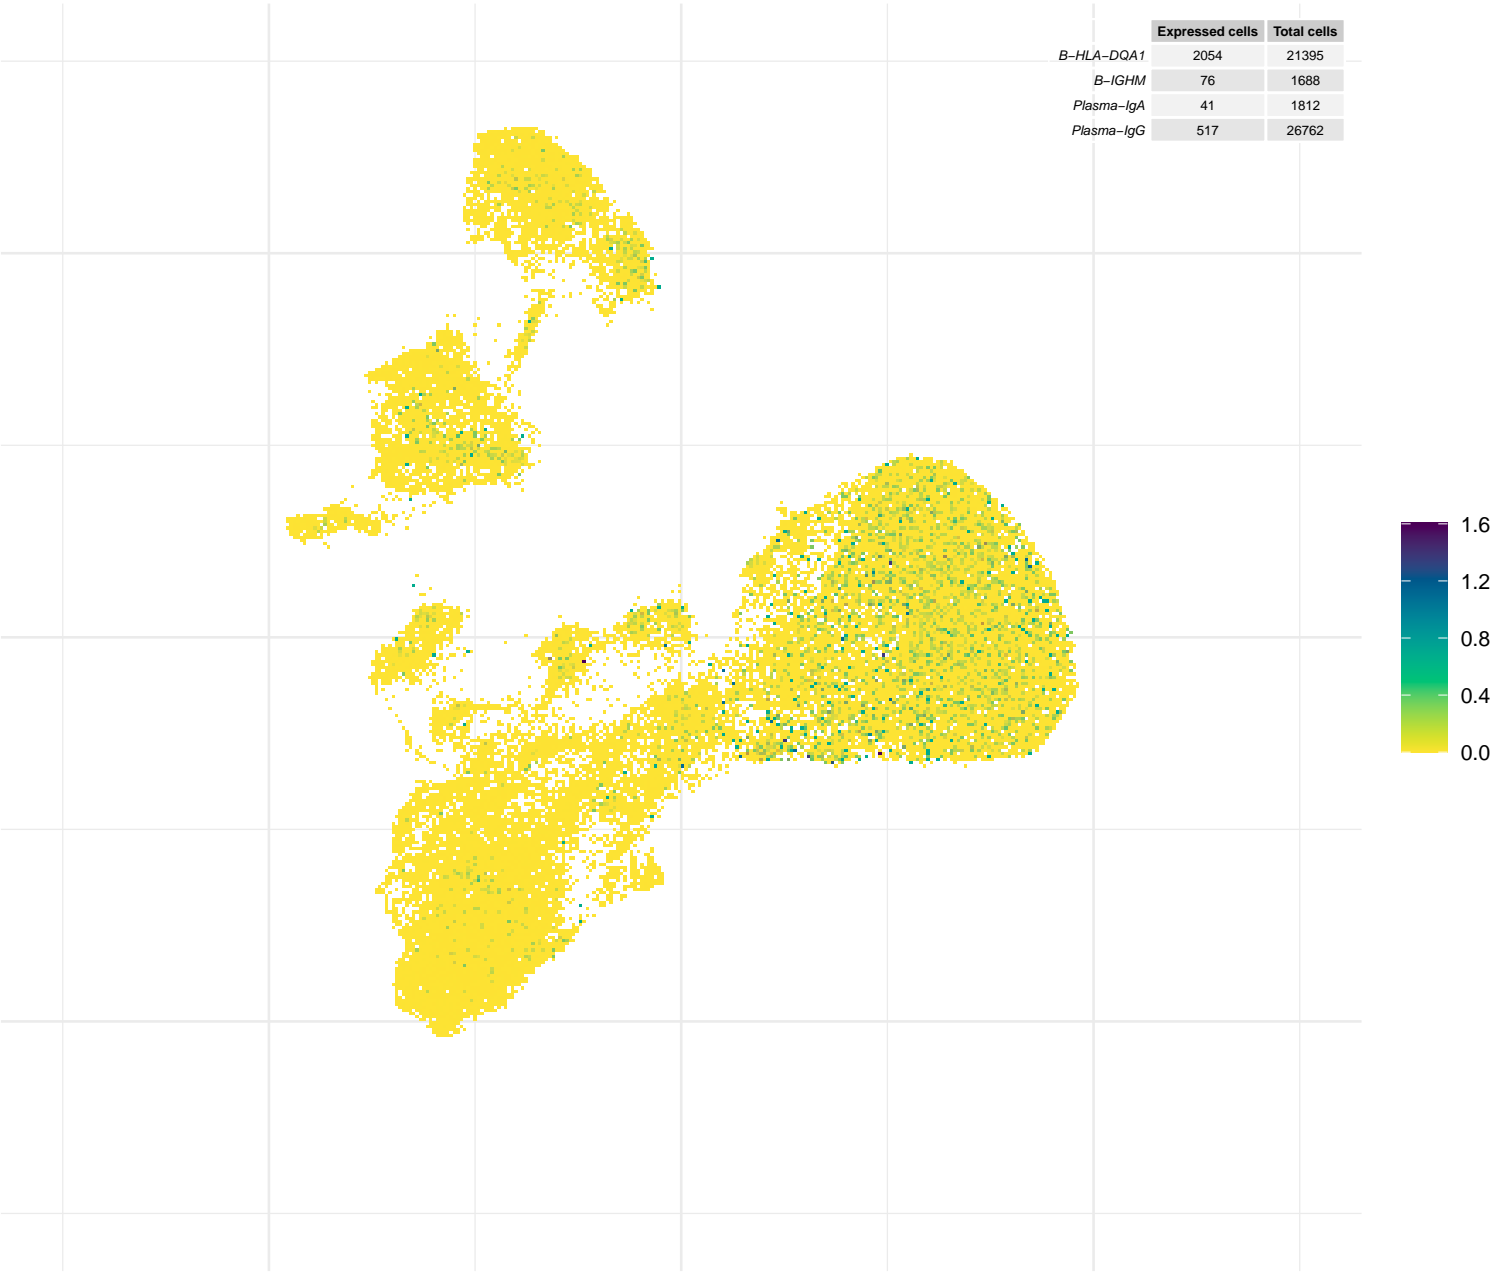 Expressed cells Total cells
B−HLA−DQA1 2054 21395
B−IGHM 76 1688
Plasma−IgA 41 1812
Plasma−IgG 517 26762
1.6
1.2
0.8
0.4
0.0